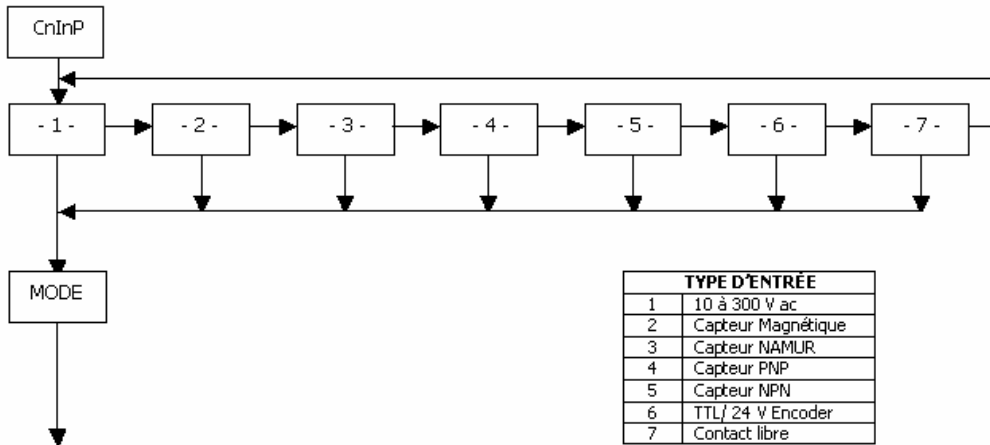 CnInP
- 1 - - 2 - - 3 - - 4 - - 5 - - 6 - - 7 -
MODE
TYPE D'ENTRÉE
1 10 à 300 V ac
2 Capteur Magnétique
3 Capteur NAMUR
4 Capteur PNP
5 Capteur NPN
6 TTL/ 24 V Encoder
7 Contact libre